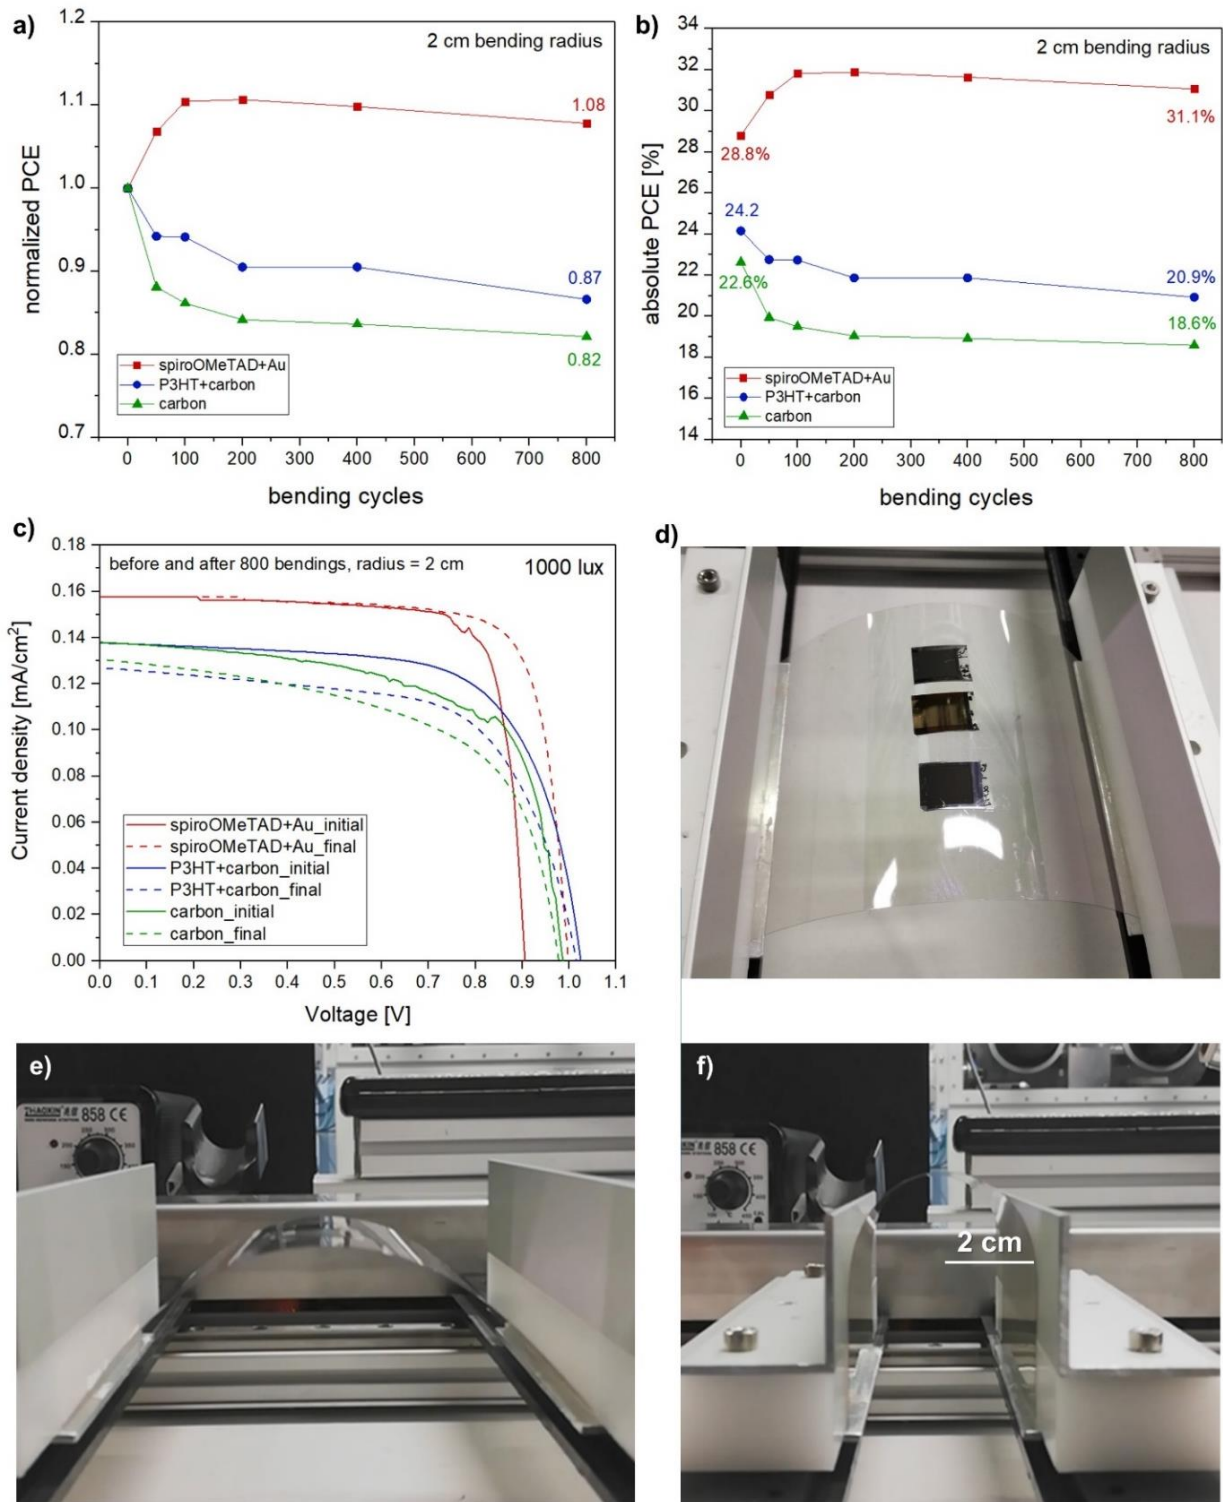 a)
1.2
1.1
1.0
0.9
0.8
0.7
normalized PCE
2 cm bending radius
1.08
0.87
0.82
spiroOMeTAD+Au
P3HT+carbon
carbon
0 100 200 300 400 500 600 700 800
bending cycles
b)
34
32
30
28
26
24
22
20
18
16
14
absolute PCE [%]
2 cm bending radius
31.1%
28.8%
24.2
22.6%
20.9%
18.6%
spiroOMeTAD+Au
P3HT+carbon
carbon
0 100 200 300 400 500 600 700 800
bending cycles
c)
0.18
0.16
0.14
0.12
0.10
0.08
0.06
0.04
0.02
0.00
Current density [mA/cm²]
before and after 800 bendings, radius = 2 cm
1000 lux
spiroOMeTAD+Au_initial
spiroOMeTAD+Au_final
P3HT+carbon_initial
P3HT+carbon_final
carbon_initial
carbon_final
0.0 0.1 0.2 0.3 0.4 0.5 0.6 0.7 0.8 0.9 1.0 1.1
Voltage [V]
d)
e)
858 CE
f)
858 CE
2 cm